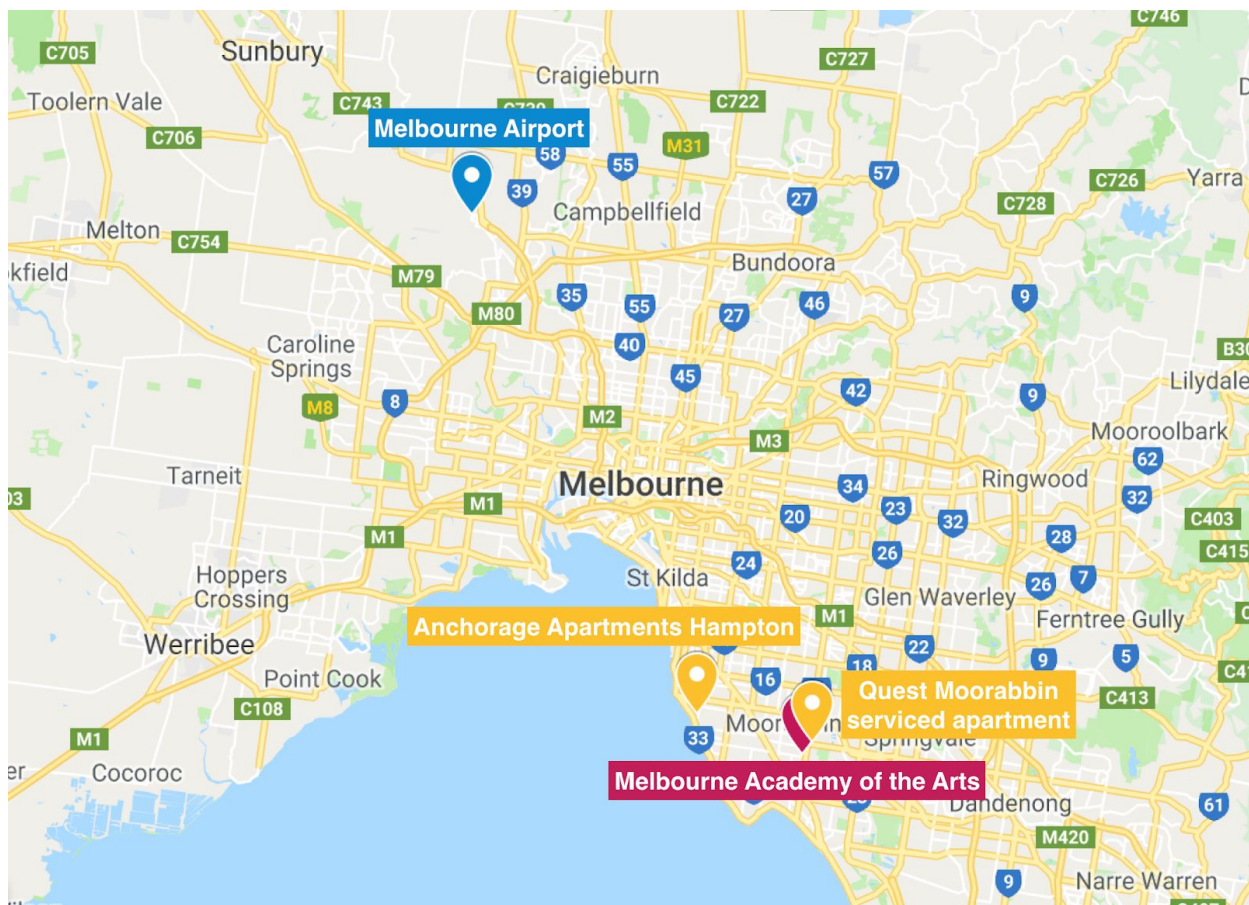 C746
C705
Sunbury
C727
Craigieburn
Toolern Vale
C743
C722
Melbourne Airport
C706
M31
58
55
57
39
27
C726
Yarra
C728
Campbellfield
Melton
C754
Bundoora
kfield
M79
35
55
46
9
M80
27
40
Caroline
Springs
45
B30
Lilydale
42
9
8
M8
M2
M3
Mooroolbark
62
Tarneit
Melbourne
34
Ringwood
32
03
M1
20
23
32
C403
M1
28
C415
26
24
St Kilda
Hoppers
Crossing
26
7
Glen Waverley
M1
Ferntree Gully
Anchorage Apartments Hampton
Werribee
22
18
9
5
Point Cook
16
Quest Moorabbin
serviced apartment
C413
C108
33
Springvale
M1
er
Cocoroc
Melbourne Academy of the Arts
Dandenong
61
M420
9
Narre Warren